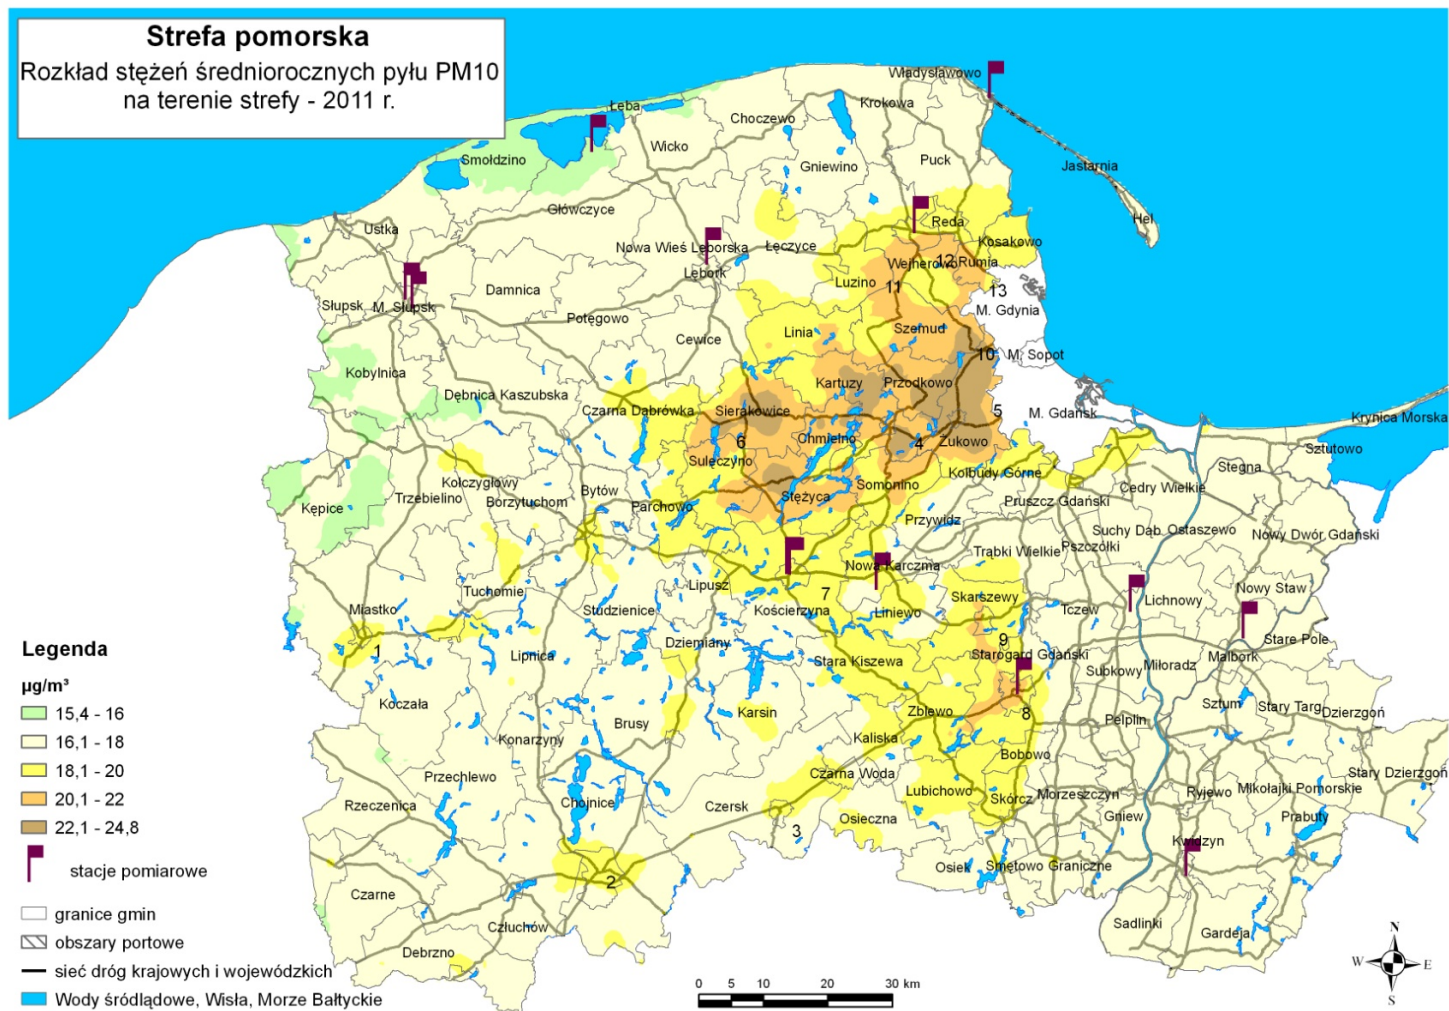 Strefa pomorska
Rozkład stężeń średniorocznych pyłu PM10
na terenie strefy - 2011 r.
Władysławowo
Łeba
Krokowa
Choczewo
Wicko
Smołdzino
Puck
Gniewino
Jastarnia
Główczyce
Hel
Reda
Ustka
Kosakowo
Nowa Wieś Lęborska
Łęczyce
Wejherowo
12
Rumia
Lębork
Luzino
11
Damnica
13
Słupsk
M. Słupsk
M. Gdynia
Potęgowo
Linia
Szemud
Cewice
10
M. Sopot
Kobylnica
Kartuzy
Przodkowo
Dębnica Kaszubska
Czarna Dąbrówka
Sierakowice
5
M. Gdańsk
Krynica Morska
6
Chmielno
4
Żukowo
Sztutowo
Sulęczyno
Stegna
Kolbudy Górne
Kołczygłowy
Somonino
Cedry Wielkie
Trzebielino
Borzytuchom
Bytów
Stężyca
Pruszcz Gdański
Kępice
Parchowo
Przywidz
Suchy Dąb
Ostaszewo
Nowy Dwór Gdański
Trąbki Wielkie
Pszczółki
Nowa Karczma
Lipusz
Tuchomie
7
Skarszewy
Nowy Staw
Lichnowy
Miastko
Studzienice
Kościerzyna
Liniewo
Tczew
1
Dziemiany
9
Stare Pole
Lipnica
Stara Kiszewa
Starogard Gdański
Malbork
Subkowy
Miłoradz
Koczała
Karsin
Zblewo
8
Sztum
Stary Targ
Dzierzgoń
Brusy
Pelplin
Konarzyny
Kaliska
Bobowo
Przechlewo
Czarna Woda
Stary Dzierzgoń
Lubichowo
Skórcz
Morzeszczyn
Ryjewo
Mikołajki Pomorskie
Rzeczenica
Chojnice
Czersk
Osieczna
Gniew
Prabuty
3
Kwidzyn
Osiek
Smętowo Graniczne
2
Czarne
Człuchów
Sadlinki
Gardeja
Debrzno
Legenda
µg/m³
15,4 - 16
16,1 - 18
18,1 - 20
20,1 - 22
22,1 - 24,8
stacje pomiarowe
granice gmin
obszary portowe
sieć dróg krajowych i wojewódzkich
Wody śródlądowe, Wisła, Morze Bałtyckie
0 5 10 20 30 km
N
W E
S